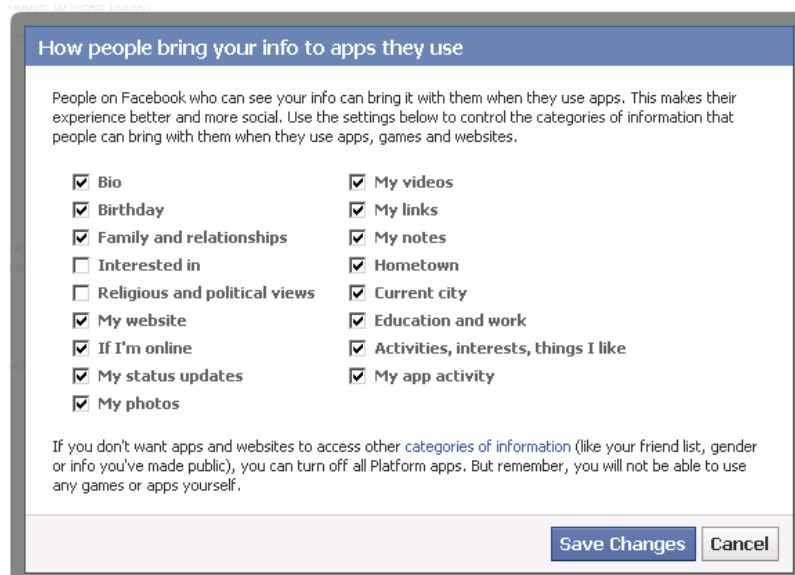 How people bring your info to apps they use
People on Facebook who can see your info can bring it with them when they use apps. This makes their
experience better and more social. Use the settings below to control the categories of information that
people can bring with them when they use apps, games and websites.
Bio
Birthday
Family and relationships
Interested in
Religious and political views
My website
If I'm online
My status updates
My photos
My videos
My links
My notes
Hometown
Current city
Education and work
Activities, interests, things I like
My app activity
If you don't want apps and websites to access other categories of information (like your friend list, gender
or info you've made public), you can turn off all Platform apps. But remember, you will not be able to use
any games or apps yourself.
Save Changes
Cancel